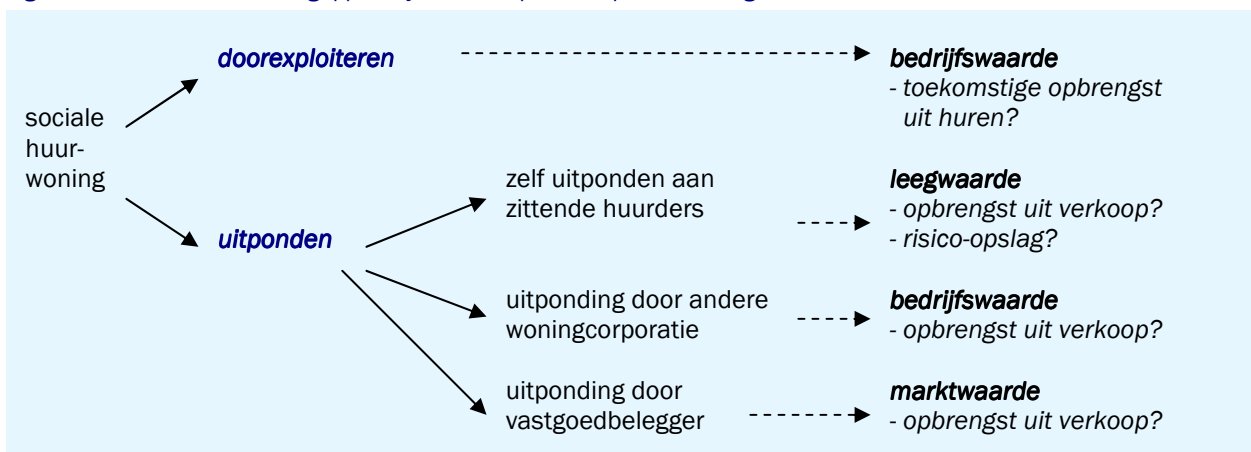 doorexploiteren
bedrijfswaarde
- toekomstige opbrengst
uit huren?
sociale
huur-
woning
zelf uitponden aan
zittende huurders
leegwaarde
- opbrengst uit verkoop?
- risico-opslag?
uitponden
uitponding door andere
woningcorporatie
bedrijfswaarde
- opbrengst uit verkoop?
uitponding door
vastgoedbelegger
marktwaarde
- opbrengst uit verkoop?